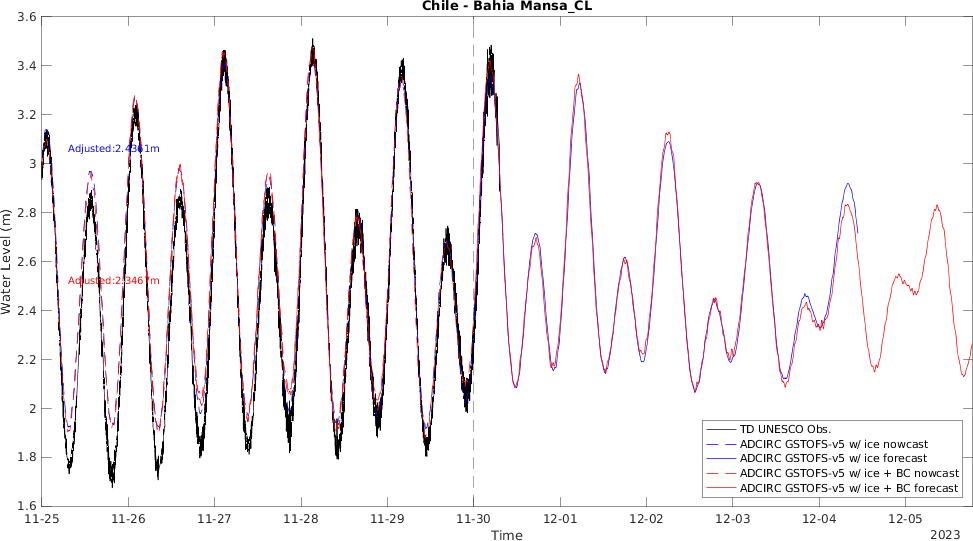 Chile - Bahia Mansa_CL
3.6
3.4
3.2
3
2.8
2.6
2.4
2.2
2
1.8
1.6
Water Level (m)
Adjusted:2.4361m
Adjusted:2.3467m
TD UNESCO Obs.
ADCIRC GSTOFS-v5 w/ ice nowcast
ADCIRC GSTOFS-v5 w/ ice forecast
ADCIRC GSTOFS-v5 w/ ice + BC nowcast
ADCIRC GSTOFS-v5 w/ ice + BC forecast
11-25 11-26 11-27 11-28 11-29 11-30 12-01 12-02 12-03 12-04 12-05
Time
2023